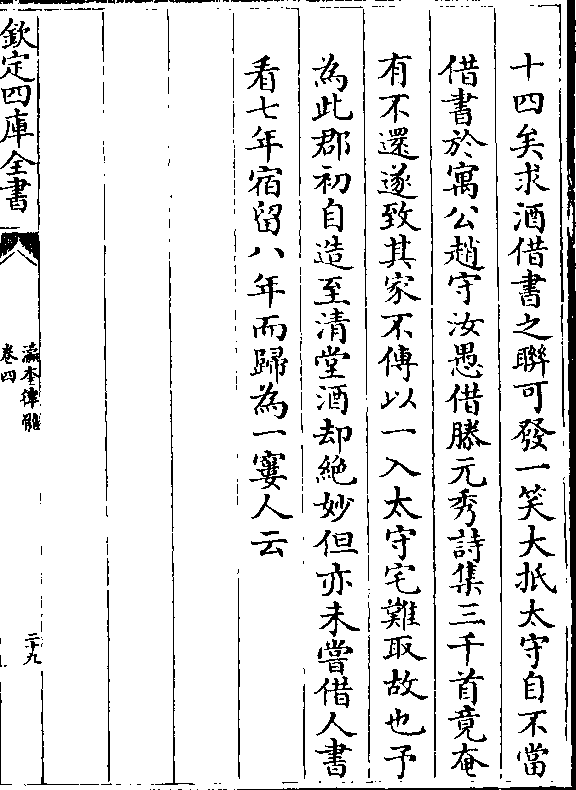 十四矣求酒借書之聯可發一笑大抵太守自不當
借書於寓公趙守汝愚借滕元秀詩集三千首竟奄
有不還遂致其家不傳以一入太守宅難取故也予
為此郡初自造至清堂酒却絶妙但亦未嘗借人書
看七年宿留八年而歸為一窶人云
欽定四庫全書
瀛奎律髓
卷四
二十九